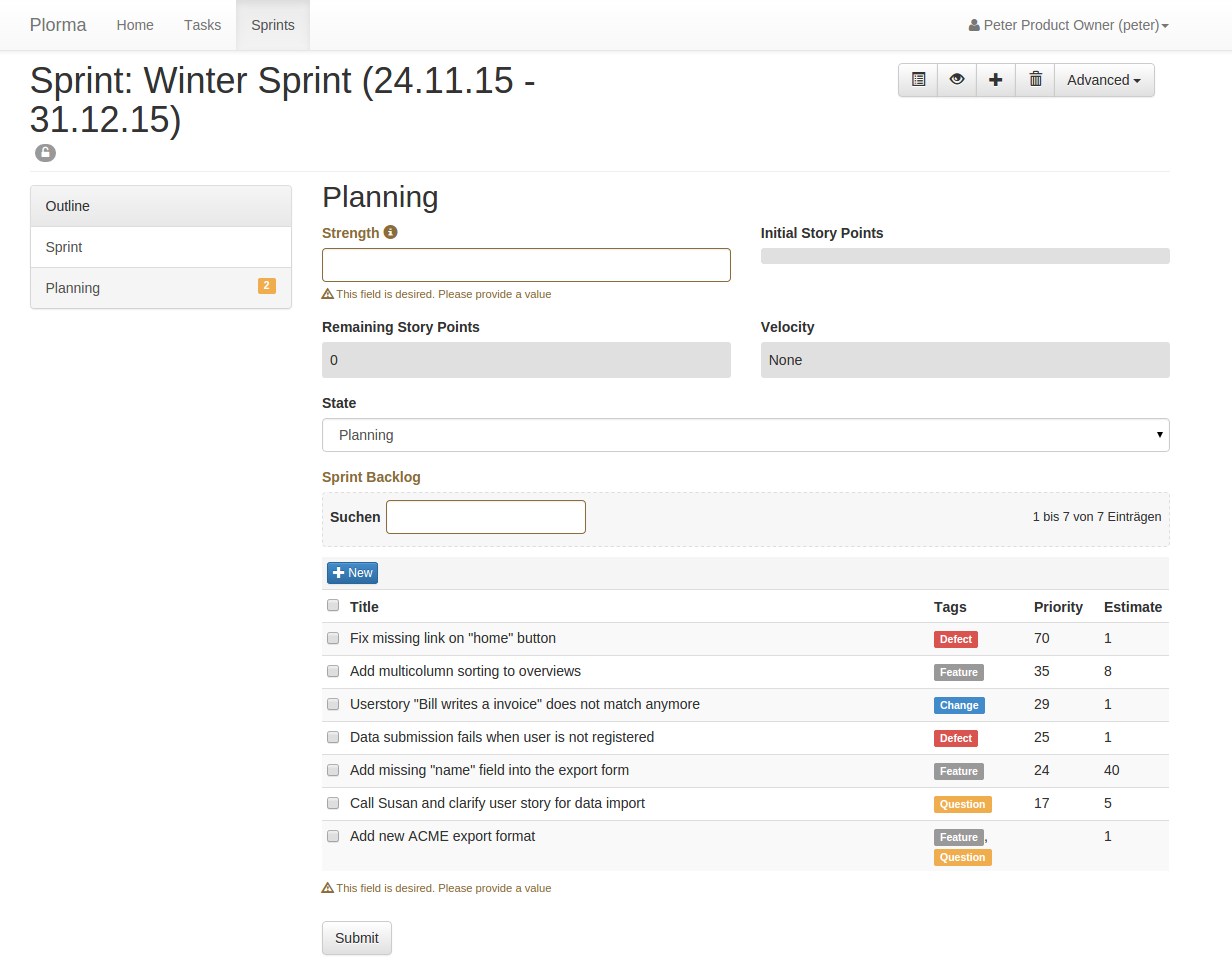 Plorma Home Tasks Sprints Peter Product Owner (peter)
Sprint: Winter Sprint (24.11.15 -
31.12.15)
Advanced
Outline
Sprint
Planning 2
Planning
Strength Initial Story Points
This field is desired. Please provide a value
Remaining Story Points Velocity
0 None
State
Planning
Sprint Backlog
Suchen 1 bis 7 von 7 Einträgen
New
Title Tags Priority Estimate
Fix missing link on "home" button Defect 70 1
Add multicolumn sorting to overviews Feature 35 8
Userstory "Bill writes a invoice" does not match anymore Change 29 1
Data submission fails when user is not registered Defect 25 1
Add missing "name" field into the export form Feature 24 40
Call Susan and clarify user story for data import Question 17 5
Add new ACME export format Feature, 1
Question
This field is desired. Please provide a value
Submit